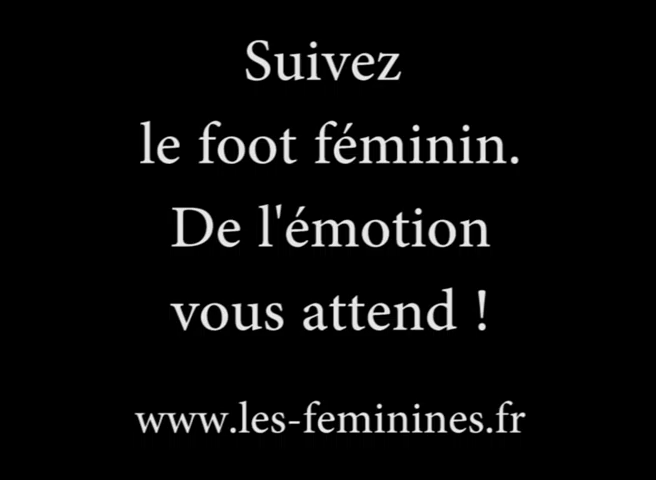 Suivez
le foot féminin.
De l'émotion
vous attend !
www.les-feminines.fr